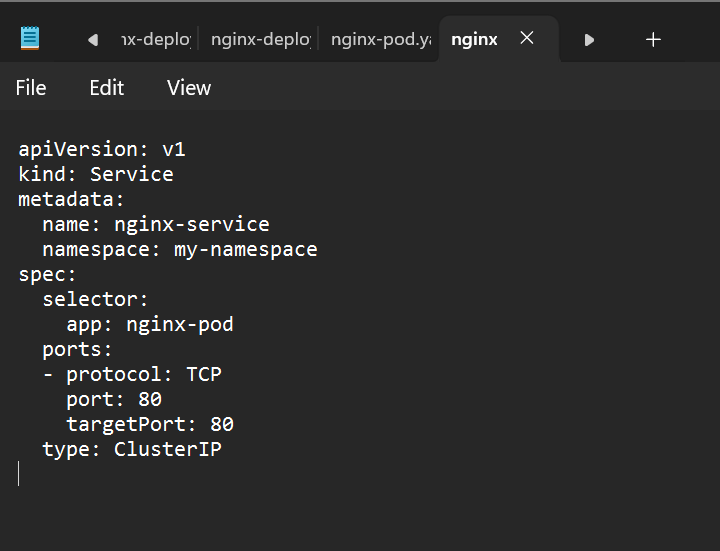 nginx-deploy nginx-pod.ya nginx
File Edit View
apiVersion: v1
kind: Service
metadata:
  name: nginx-service
  namespace: my-namespace
spec:
  selector:
    app: nginx-pod
  ports:
  - protocol: TCP
    port: 80
    targetPort: 80
  type: ClusterIP